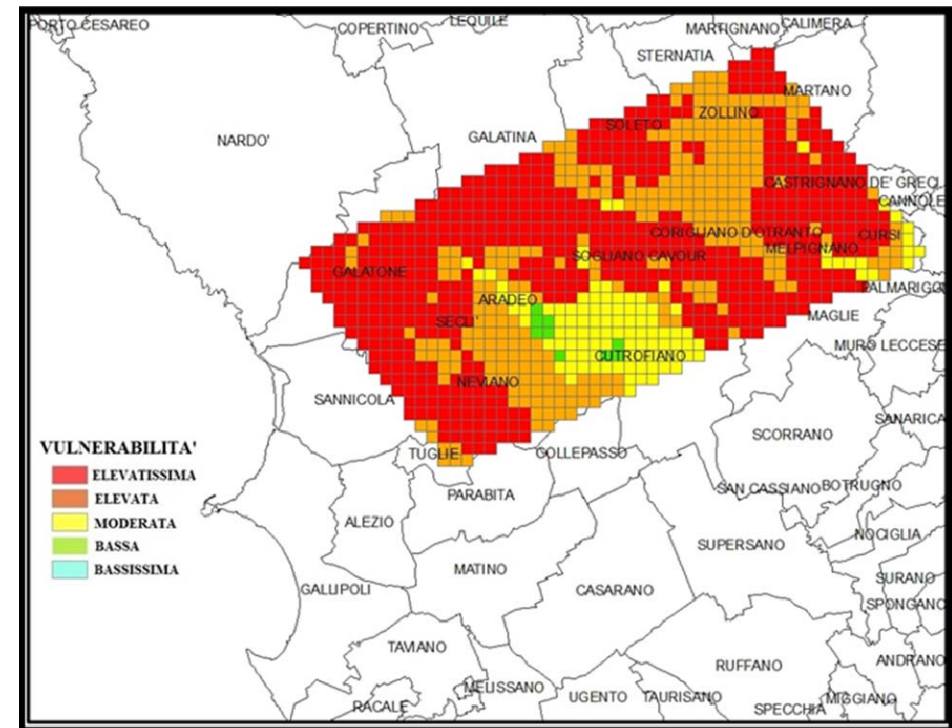 PORTO CESAREO
COPERTINO
LEQUILE
MARTIGNANO
CALIMERA
STERNATIA
MARTANO
ZOLLINO
SOLETO
GALATINA
NARDO'
CASTRIGNANO DE' GRECI
CANNOLE
CORIGLIANO D'OTRANTO
CURSI
MELPIGNANO
SOGLIANO CAVOUR
GALATONE
PALMARIGGI
ARADEO
MAGLIE
SECLI'
MURO LECCESE
CUTROFIANO
NEVIANO
SANNICOLA
SANARICA
SCORRANO
VULNERABILITA'
ELEVATISSIMA
ELEVATA
MODERATA
BASSA
BASSISSIMA
TUGLIE
COLLEPASSO
PARABITA
SAN CASSIANO
BOTRUGNO
ALEZIO
NOCIGLIA
SUPERSANO
MATINO
SURANO
GALLIPOLI
CASARANO
SPONGANO
TAVIANO
ANDRANO
RUFFANO
MELISSANO
UGENTO
TAURISANO
MIGGIANO
RACALE
SPECCHIA